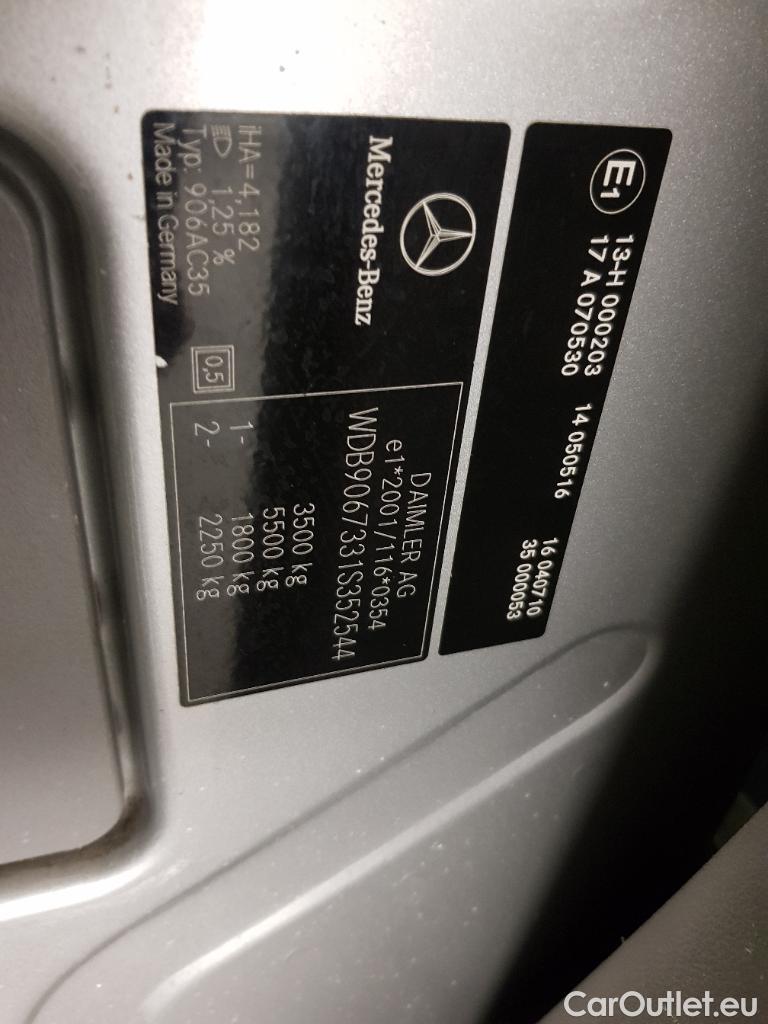 E1
13-H 000203 14 050516 16 040710
17 A 070530 35 000053
Mercedes-Benz
DAIMLER AG
e1*2001/116*0354
WDB9067331S352544
3500 kg
5500 kg
1- 1800 kg
2- 2250 kg
iHA=4,182
1,25 %
Typ: 906AC35
Made in Germany
0,5
CarOutlet.eu